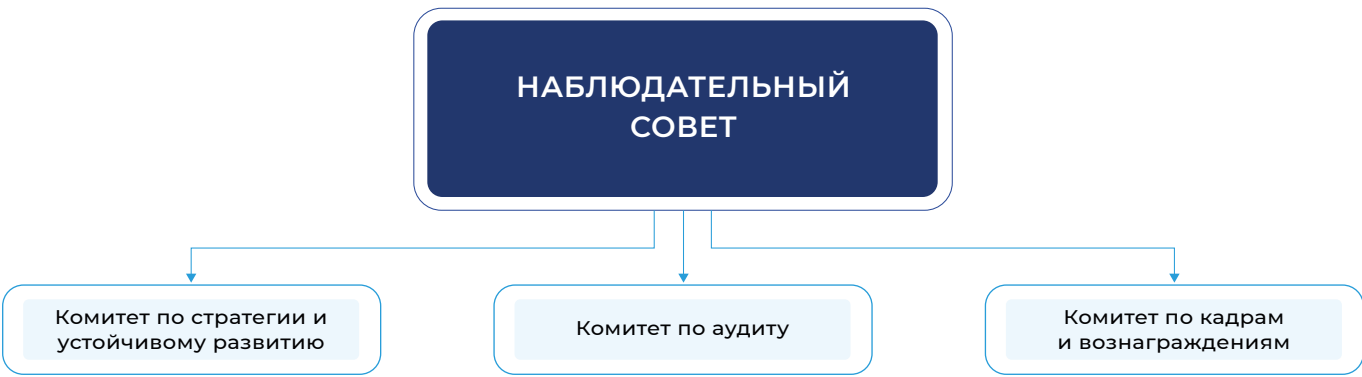 НАБЛЮДАТЕЛЬНЫЙ
СОВЕТ
Комитет по стратегии и
устойчивому развитию
Комитет по аудиту
Комитет по кадрам
и вознаграждениям